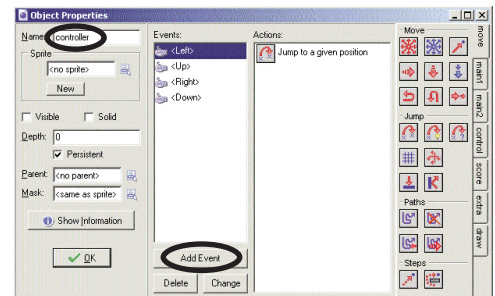 Object Properties
Name: controller
Sprite
<no sprite>
New
Visible
Solid
Depth: 0
Persistent
Parent: <no parent>
Mask: <same as sprite>
Show Information
OK
Events:
<Left>
<Up>
<Right>
<Down>
Add Event
Delete
Change
Actions:
Jump to a given position
Move
Jump
Paths
Steps
move
main1
main2
control
score
extra
draw